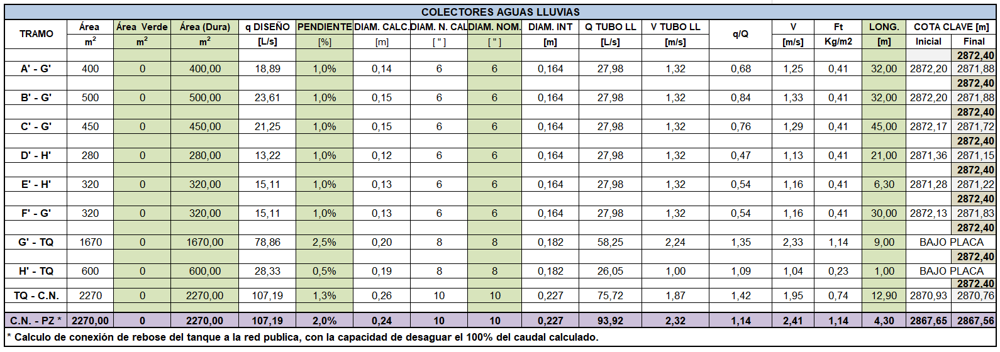 COLECTORES AGUAS LLUVIAS
TRAMO Área Área Verde Área (Dura) q DISEÑO PENDIENTE DIAM. CALC. DIAM. N. CAL DIAM. NOM. DIAM. INT Q TUBO LL V TUBO LL q/Q V Ft LONG. COTA CLAVE [m]
m2 m2 m2 [L/s] [%] [m] [ " ] [ " ] [m] [L/s] [m/s] [m/s] Kg/m2 [m] Inicial Final
2872,40
A' - G' 400 0 400,00 18,89 1,0% 0,14 6 6 0,164 27,98 1,32 0,68 1,25 0,41 32,00 2872,20 2871,88
2872,40
B' - G' 500 0 500,00 23,61 1,0% 0,15 6 6 0,164 27,98 1,32 0,84 1,33 0,41 32,00 2872,20 2871,88
2872,40
C' - G' 450 0 450,00 21,25 1,0% 0,15 6 6 0,164 27,98 1,32 0,76 1,29 0,41 45,00 2872,17 2871,72
2872,40
D' - H' 280 0 280,00 13,22 1,0% 0,12 6 6 0,164 27,98 1,32 0,47 1,13 0,41 21,00 2871,36 2871,15
2872,40
E' - H' 320 0 320,00 15,11 1,0% 0,13 6 6 0,164 27,98 1,32 0,54 1,16 0,41 6,30 2871,28 2871,22
2872,40
F' - G' 320 0 320,00 15,11 1,0% 0,13 6 6 0,164 27,98 1,32 0,54 1,16 0,41 30,00 2872,13 2871,83
2872,40
G' - TQ 1670 0 1670,00 78,86 2,5% 0,20 8 8 0,182 58,25 2,24 1,35 2,33 1,14 9,00 BAJO PLACA
2872,40
H' - TQ 600 0 600,00 28,33 0,5% 0,19 8 8 0,182 26,05 1,00 1,09 1,04 0,23 1,00 BAJO PLACA
2872,40
TQ - C.N. 2270 0 2270,00 107,19 1,3% 0,26 10 10 0,227 75,72 1,87 1,42 1,95 0,74 12,90 2870,93 2870,76
C.N. - PZ * 2270,00 0 2270,00 107,19 2,0% 0,24 10 10 0,227 93,92 2,32 1,14 2,41 1,14 4,30 2867,65 2867,56
* Calculo de conexión de rebose del tanque a la red publica, con la capacidad de desaguar el 100% del caudal calculado.